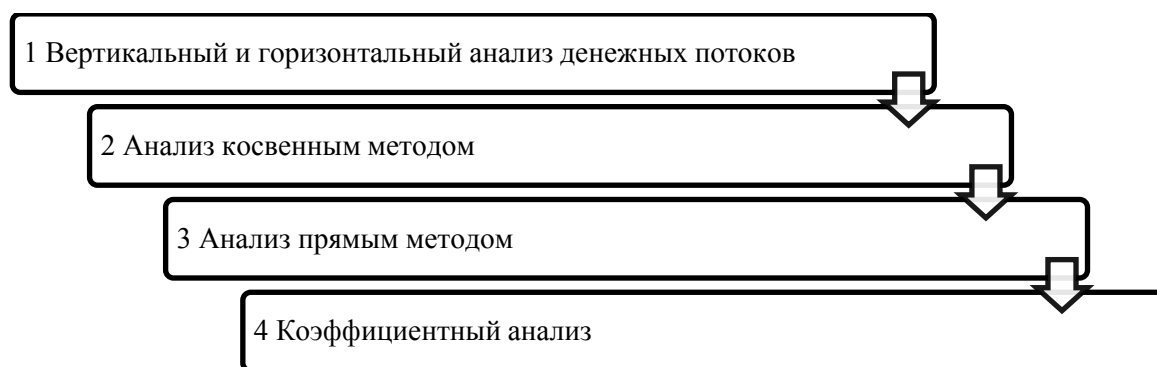 1 Вертикальный и горизонтальный анализ денежных потоков
2 Анализ косвенным методом
3 Анализ прямым методом
4 Коэффициентный анализ